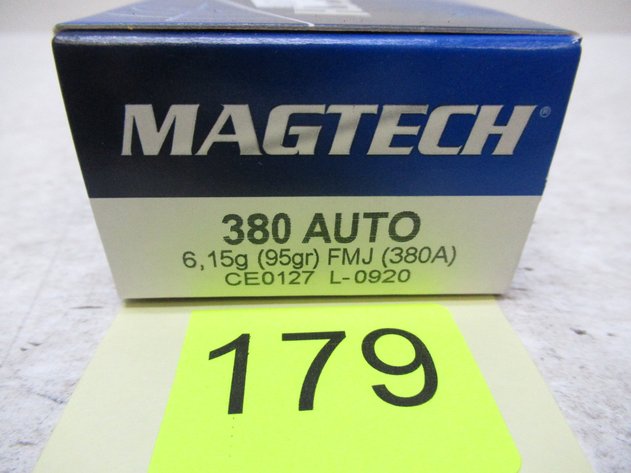 MAGTECH®
380 AUTO
6,15g (95gr) FMJ (380A)
CE0127 L-0920
179